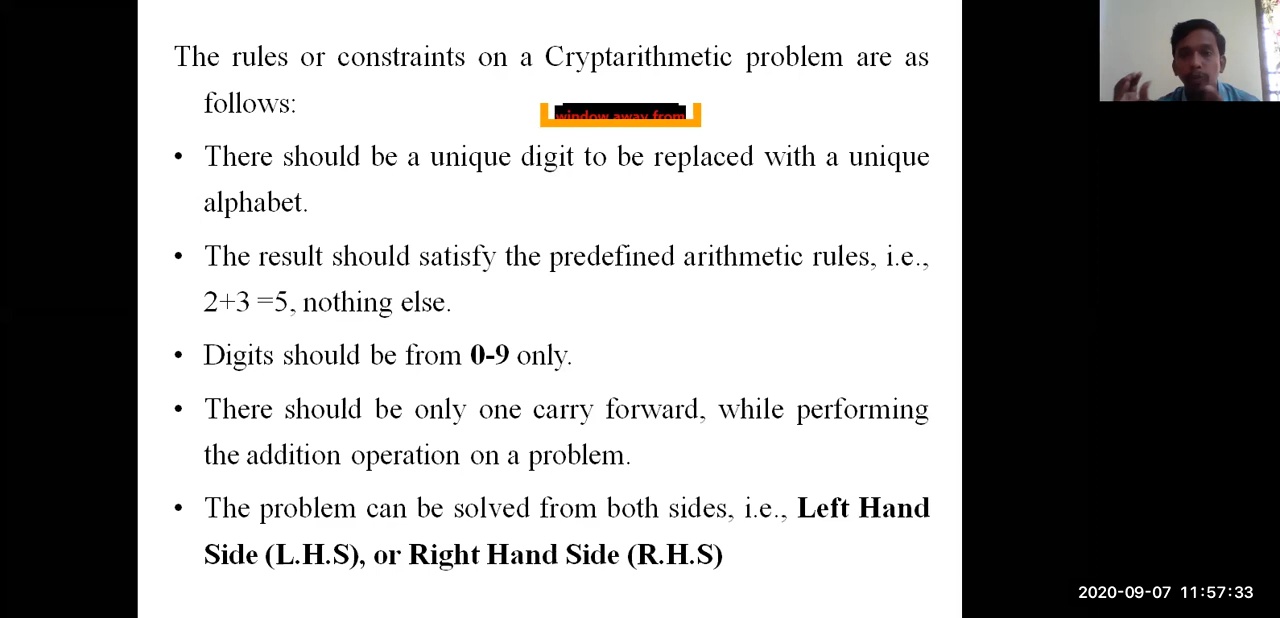 The rules or constraints on a Cryptarithmetic problem are as
follows:
window away from
• There should be a unique digit to be replaced with a unique
alphabet.
• The result should satisfy the predefined arithmetic rules, i.e.,
2+3 =5, nothing else.
• Digits should be from 0-9 only.
• There should be only one carry forward, while performing
the addition operation on a problem.
• The problem can be solved from both sides, i.e., Left Hand
Side (L.H.S), or Right Hand Side (R.H.S)
2020-09-07 11:57:33